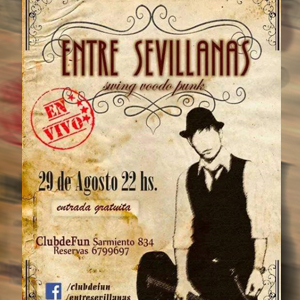 ENTRE SEVILLANAS
swing voodo punk
EN VIVO
29 de Agosto 22 hs.
entrada gratuita
ClubdeFun Sarmiento 834
Reservas 6799697
f /clubdefun
/entresevillanas